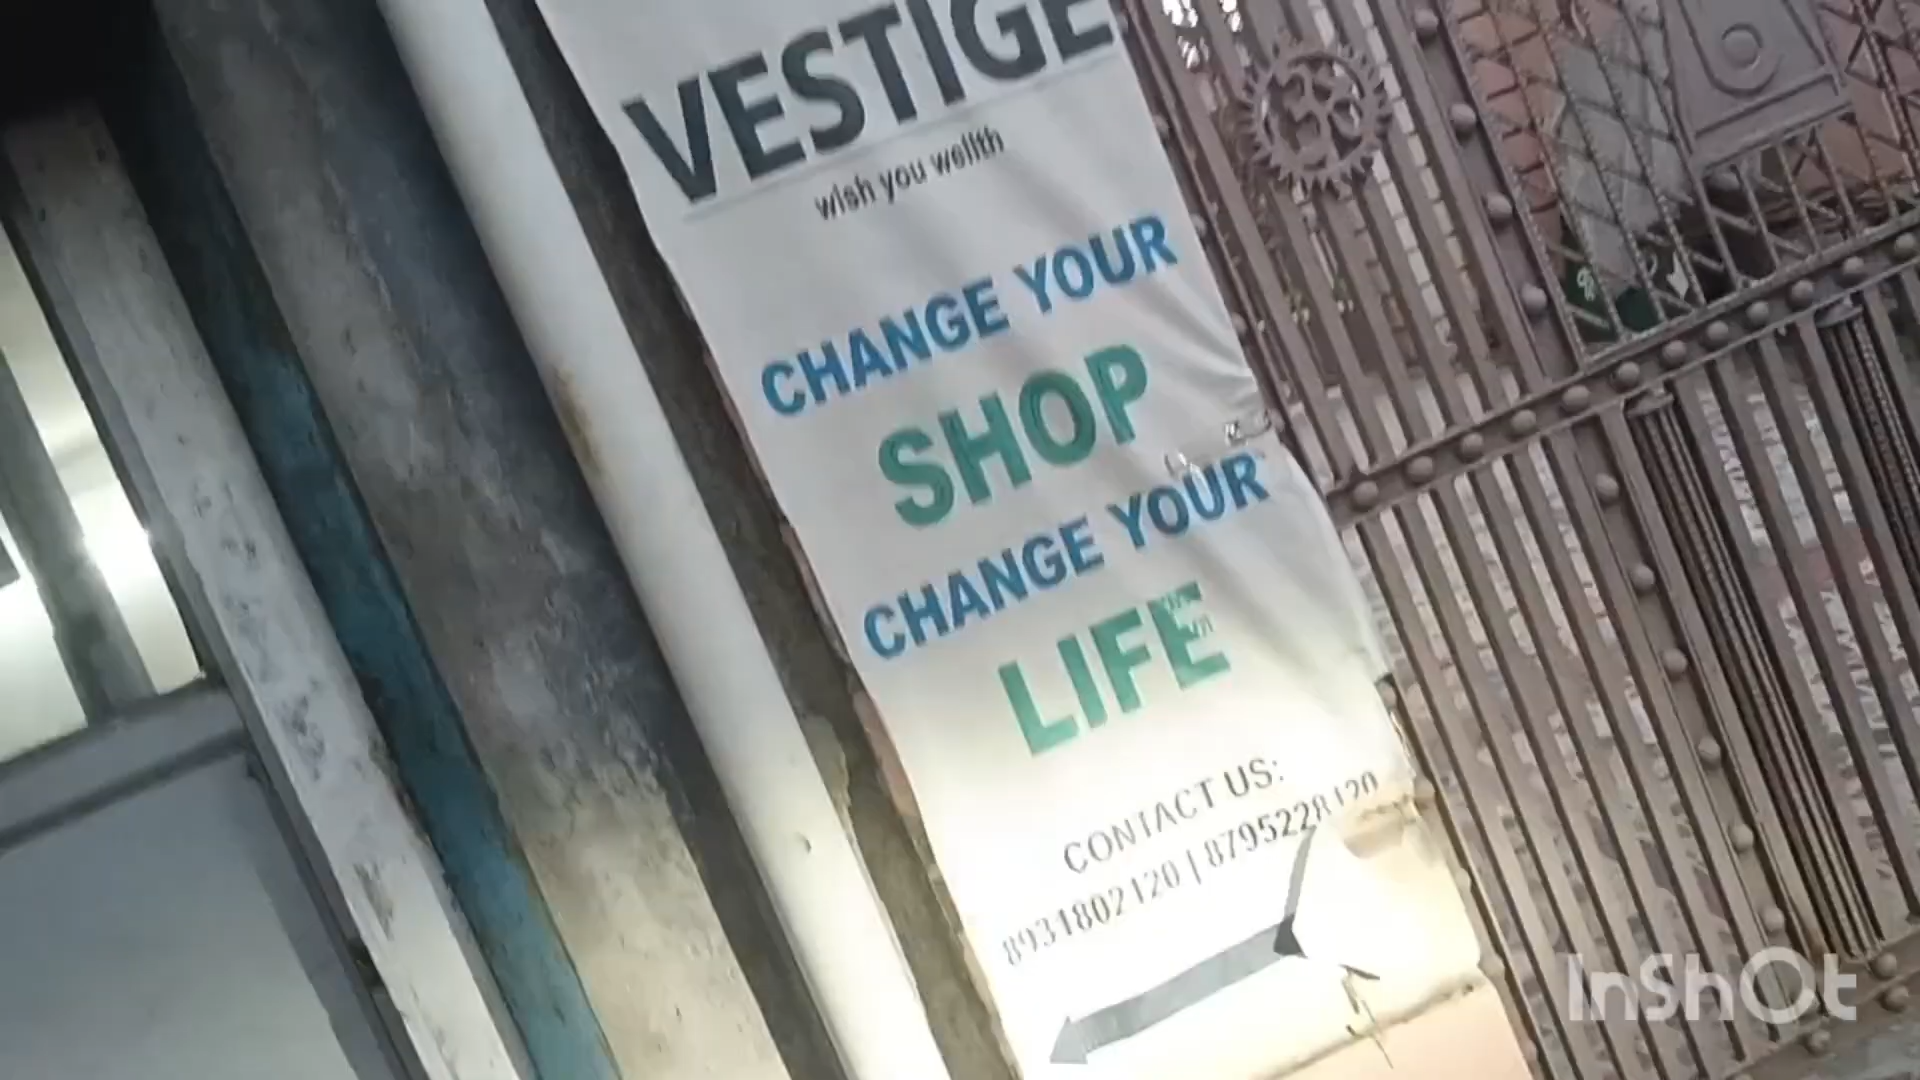 VESTIGE
wish you wellth
CHANGE YOUR
SHOP
CHANGE YOUR
LIFE
CONTACT US:
8931802120 | 8795228120
ॐ
InShOt